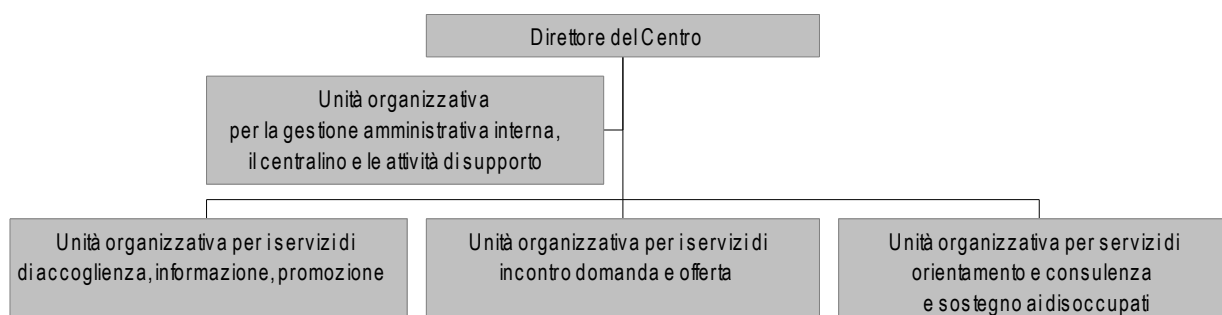 Direttore del Centro
Unità organizzativa
per la gestione amministrativa interna,
il centralino e le attività di supporto
Unità organizzativa per i servizi di
di accoglienza, informazione, promozione
Unità organizzativa per i servizi di
incontro domanda e offerta
Unità organizzativa per servizi di
orientamento e consulenza
e sostegno ai disoccupati